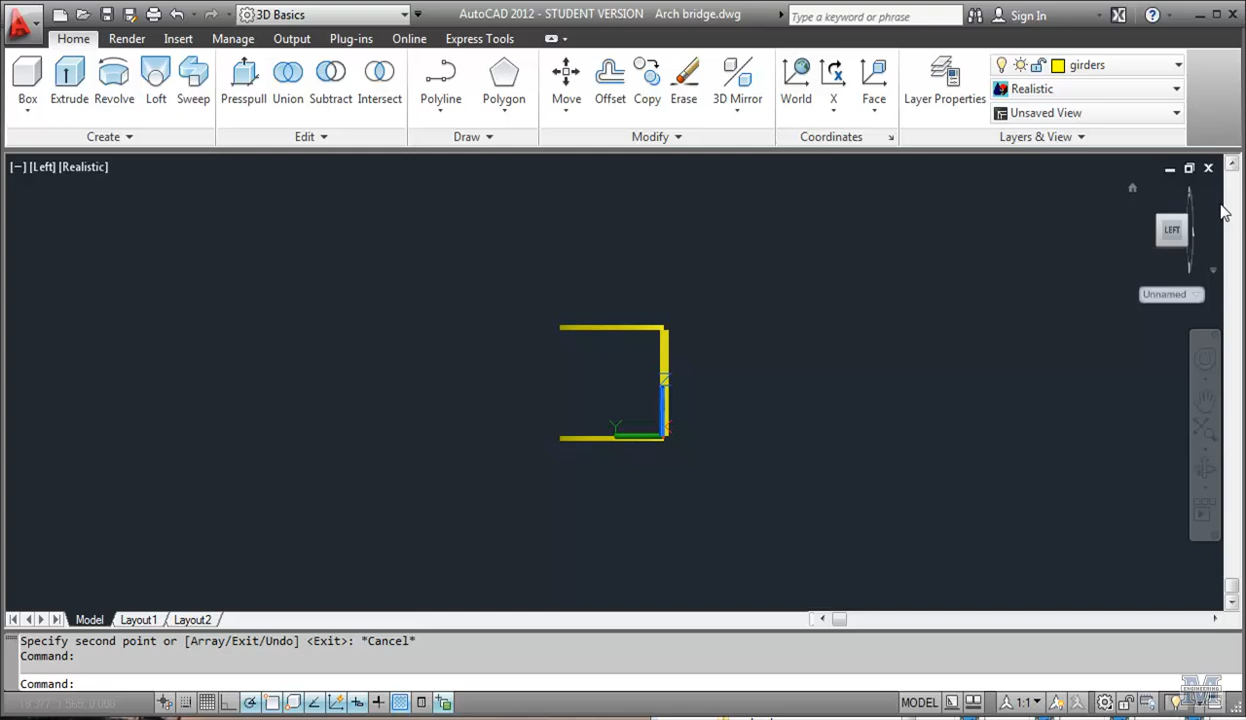 3D Basics
AutoCAD 2012 - STUDENT VERSION Arch bridge.dwg
Type a keyword or phrase
Sign In
Home Render Insert Manage Output Plug-ins Online Express Tools
Box Extrude Revolve Loft Sweep
Presspull Union Subtract Intersect
Polyline Polygon
Move Offset Copy Erase 3D Mirror
World X Face
Layer Properties
girders
Realistic
Unsaved View
Create Edit Draw Modify Coordinates Layers & View
[−] [Left] [Realistic]
LEFT
Unnamed
Z
Y
Model Layout1 Layout2
Specify second point or [Array/Exit/Undo] <Exit>: *Cancel*
Command:
Command:
MODEL
1:1
M
ENGINEERING